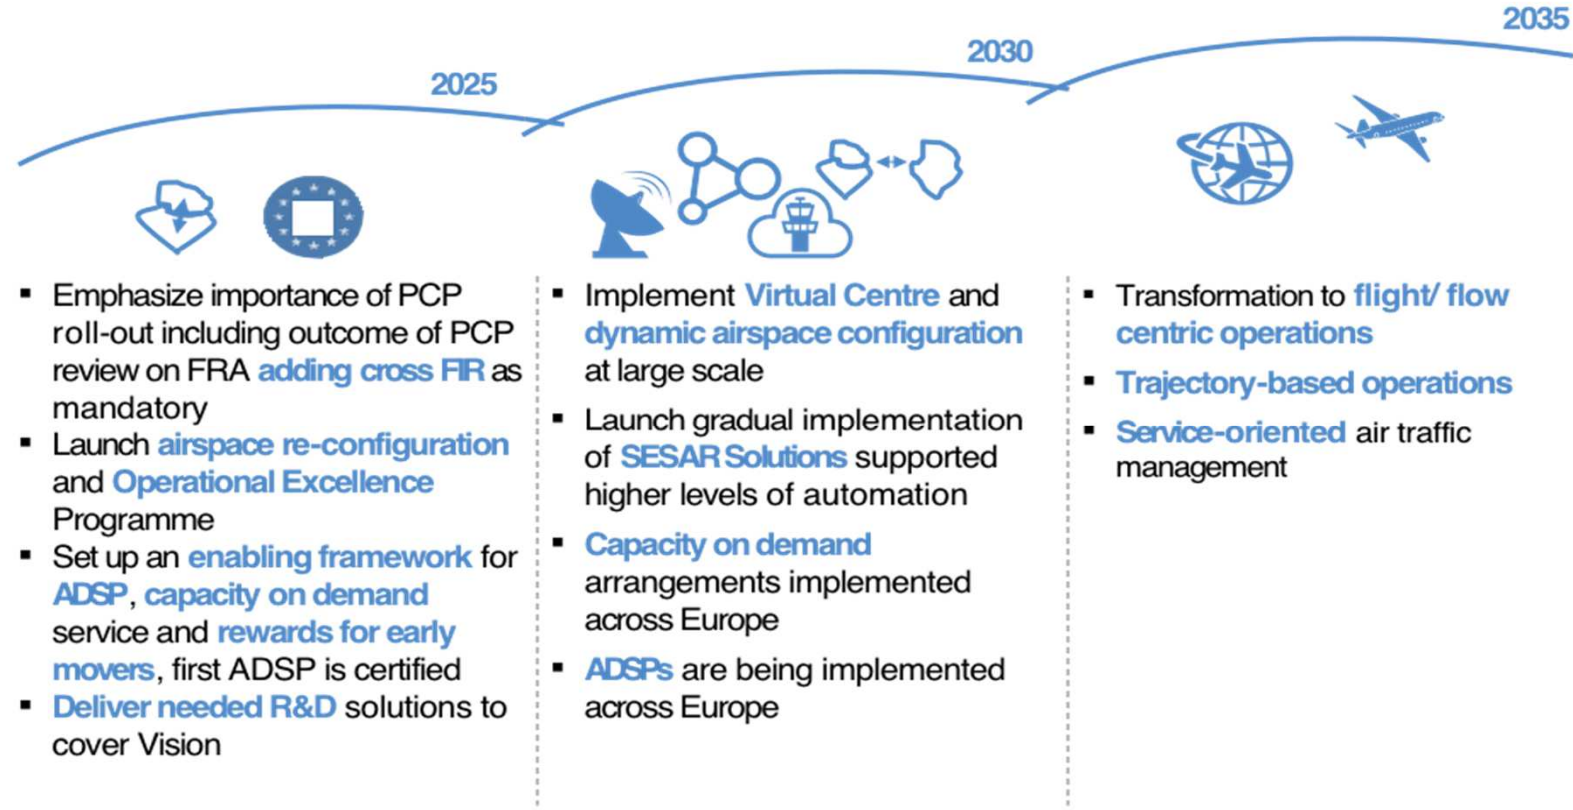 2025
▪ Emphasize importance of PCP
roll-out including outcome of PCP
review on FRA adding cross FIR as
mandatory
▪ Launch airspace re-configuration
and Operational Excellence
Programme
▪ Set up an enabling framework for
ADSP, capacity on demand
service and rewards for early
movers, first ADSP is certified
▪ Deliver needed R&D solutions to
cover Vision
2030
▪ Implement Virtual Centre and
dynamic airspace configuration
at large scale
▪ Launch gradual implementation
of SESAR Solutions supported
higher levels of automation
▪ Capacity on demand
arrangements implemented
across Europe
▪ ADSPs are being implemented
across Europe
2035
▪ Transformation to flight/ flow
centric operations
▪ Trajectory-based operations
▪ Service-oriented air traffic
management